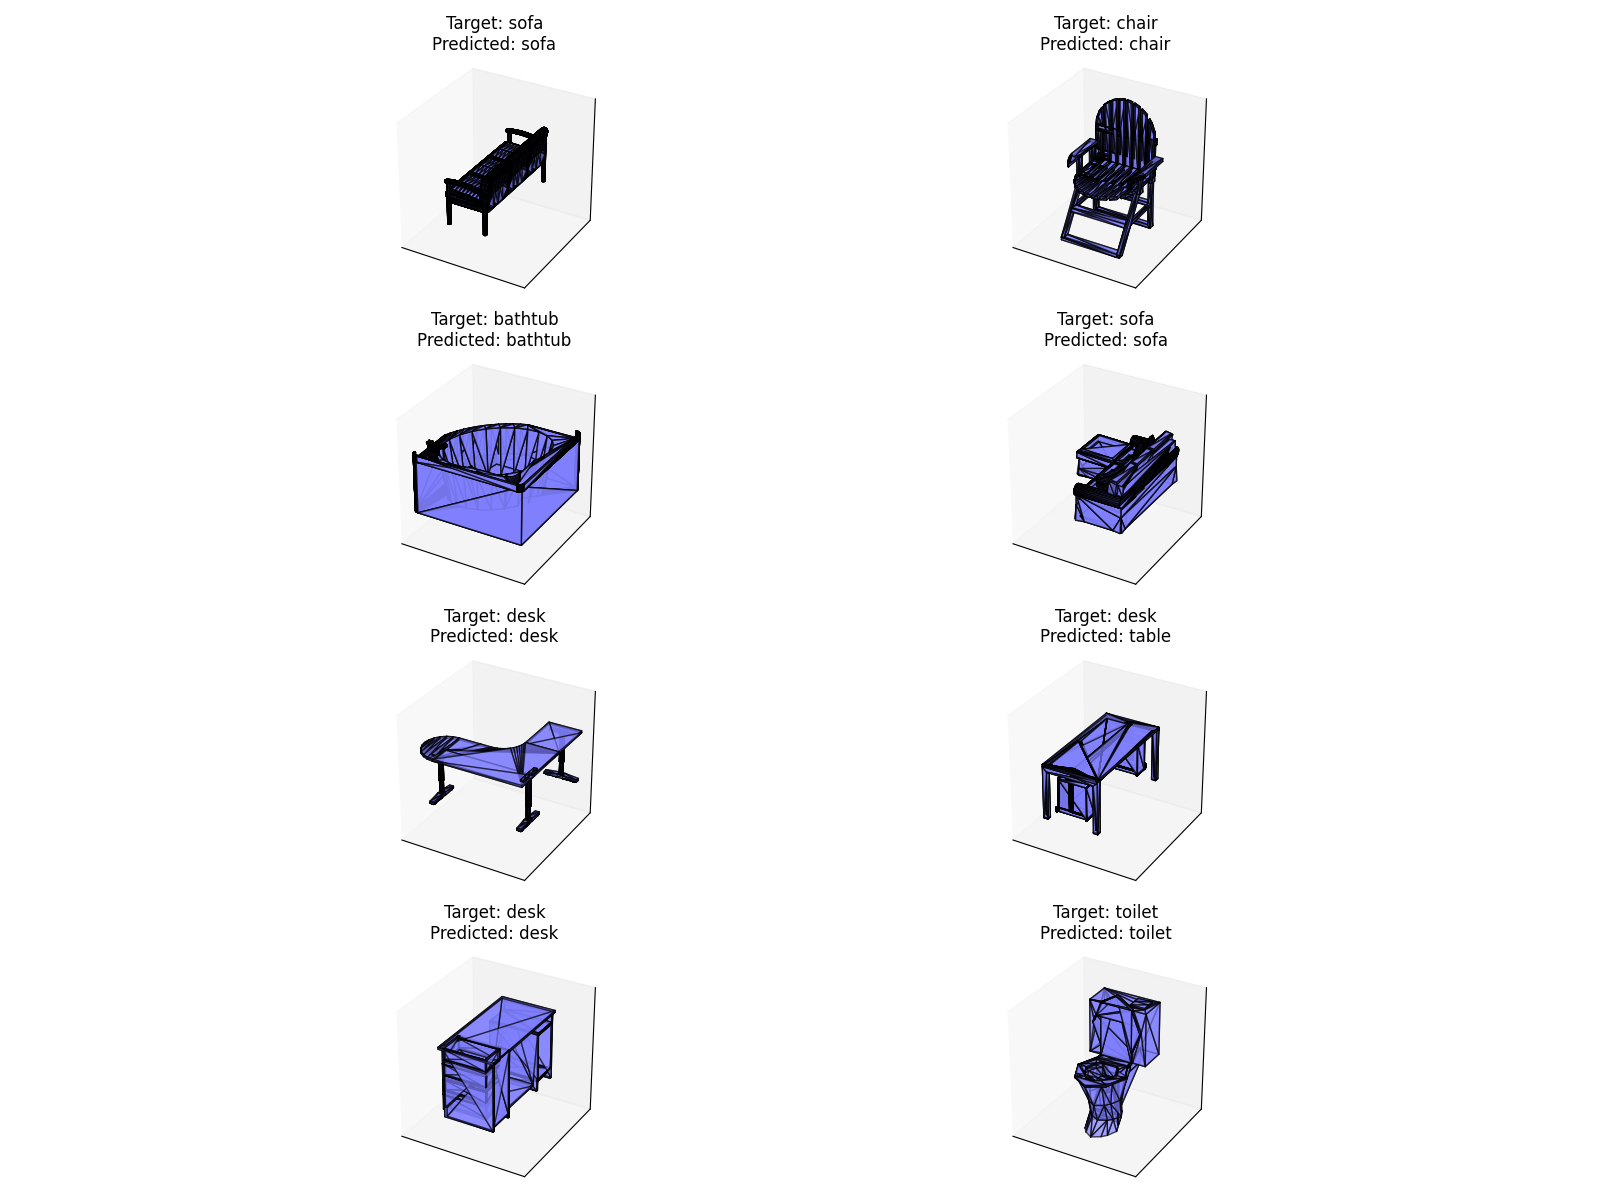 Target: sofa
Predicted: sofa
Target: chair
Predicted: chair
Target: bathtub
Predicted: bathtub
Target: sofa
Predicted: sofa
Target: desk
Predicted: desk
Target: desk
Predicted: table
Target: desk
Predicted: desk
Target: toilet
Predicted: toilet